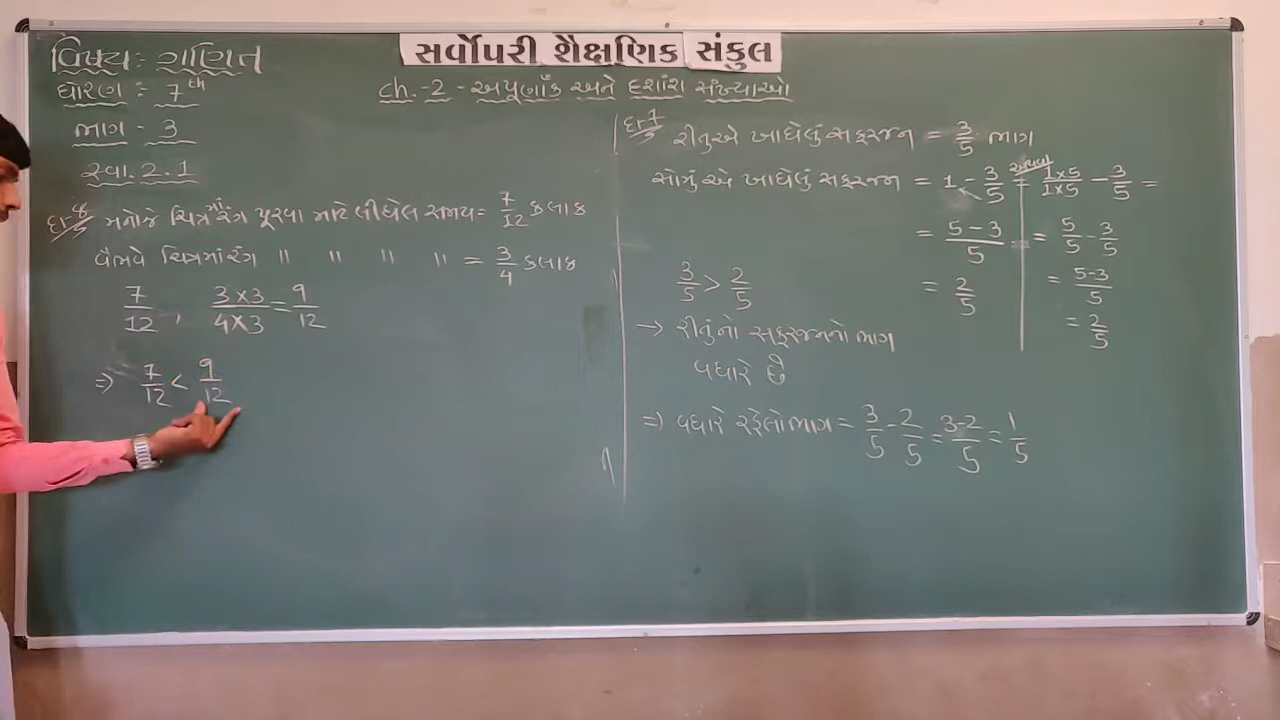 સર્વોપરી શૈક્ષણિક સંકુલ
વિષય: ગણિત
ધોરણ : 7th
ભાગ - 3
સ્વા. 2.1
ch.-2 - અપૂર્ણાંક અને દશાંશ સંખ્યાઓ
દા-8 મનોજે ચિત્રમાં રંગ પૂરવા માટે લીધેલ સમય = 7/12 કલાક
વૈભવે ચિત્રમાં રંગ " " " " = 3/4 કલાક
7/12 , 3×3/4×3 = 9/12
⇒ 7/12 < 9/12
દા-7 રીતુએ ખાધેલું સફરજન = 3/5 ભાગ
સોમુંએ ખાધેલું સફરજન = 1 - 3/5 = અથવા 1×5/1×5 - 3/5 =
= 5-3/5 = 5/5 - 3/5
3/5 > 2/5 = 2/5 = 5-3/5
= 2/5
→ રીતુંનો સફરજનનો ભાગ
વધારે છે
⇒ વધારે રહેલો ભાગ = 3/5 - 2/5 = 3-2/5 = 1/5